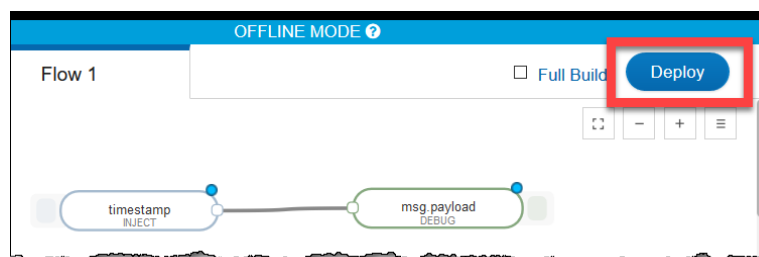 OFFLINE MODE ?
Flow 1
Full Build
Deploy
timestamp
INJECT
msg.payload
DEBUG